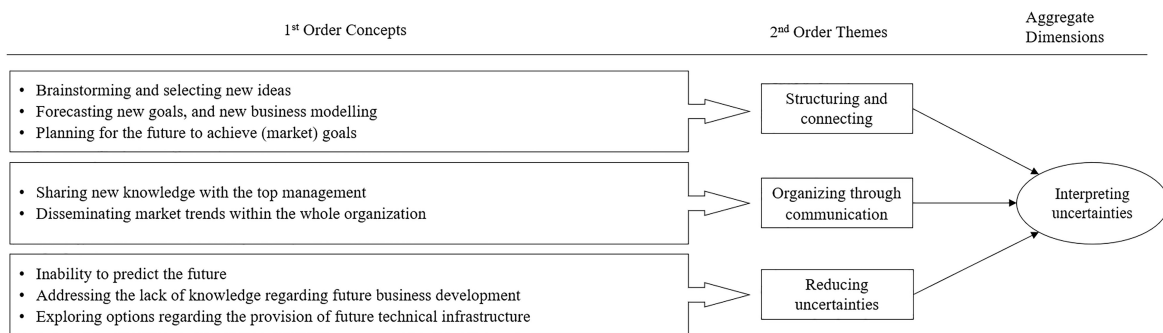 1st Order Concepts
2nd Order Themes
Aggregate
Dimensions
• Brainstorming and selecting new ideas
• Forecasting new goals, and new business modelling
• Planning for the future to achieve (market) goals
Structuring and
connecting
• Sharing new knowledge with the top management
• Disseminating market trends within the whole organization
Organizing through
communication
Interpreting
uncertainties
• Inability to predict the future
• Addressing the lack of knowledge regarding future business development
• Exploring options regarding the provision of future technical infrastructure
Reducing
uncertainties